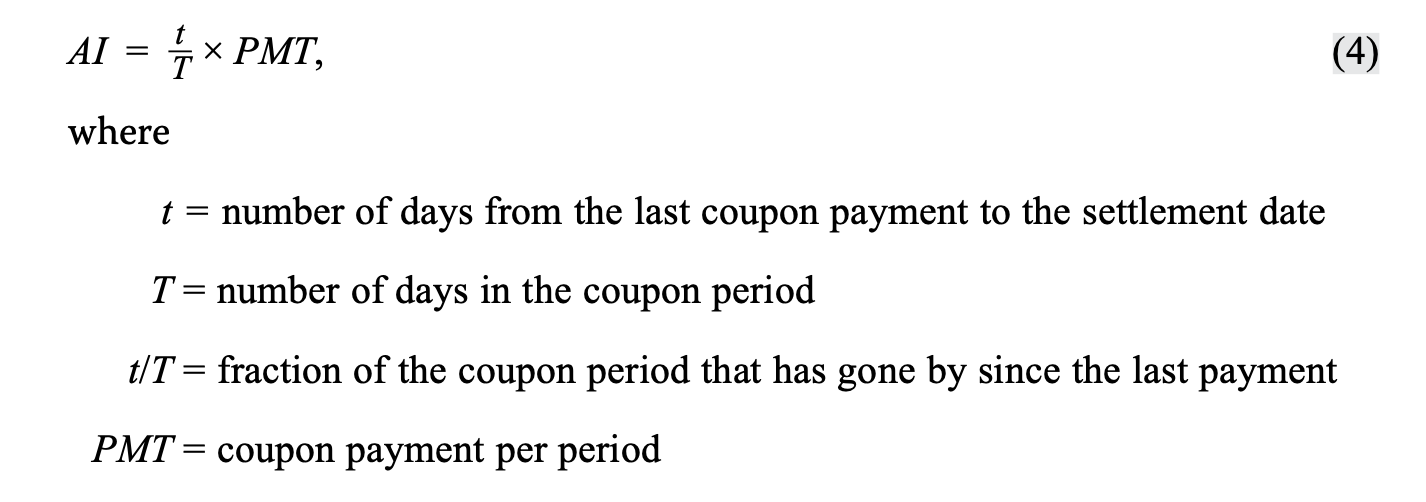 AI = t/T × PMT, (4)
where
t = number of days from the last coupon payment to the settlement date
T = number of days in the coupon period
t/T = fraction of the coupon period that has gone by since the last payment
PMT = coupon payment per period